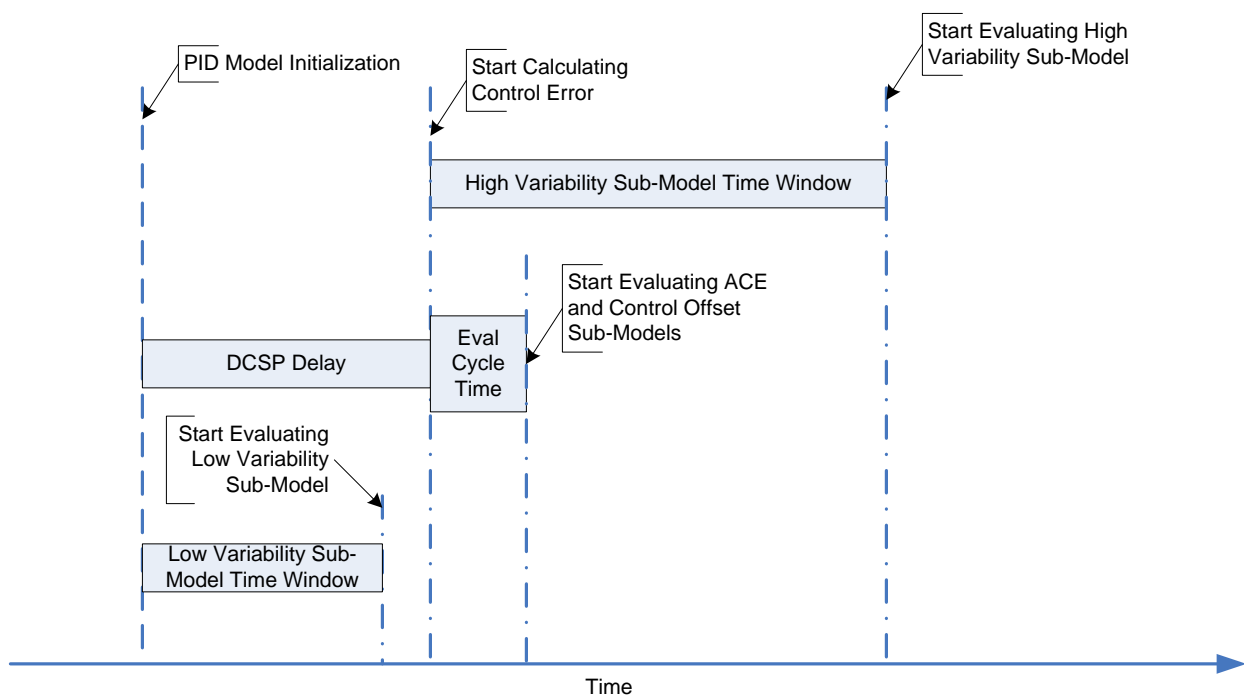 PID Model Initialization
Start Calculating
Control Error
Start Evaluating High
Variability Sub-Model
High Variability Sub-Model Time Window
Start Evaluating ACE
and Control Offset
Sub-Models
DCSP Delay
Eval
Cycle
Time
Start Evaluating
Low Variability
Sub-Model
Low Variability Sub-
Model Time Window
Time